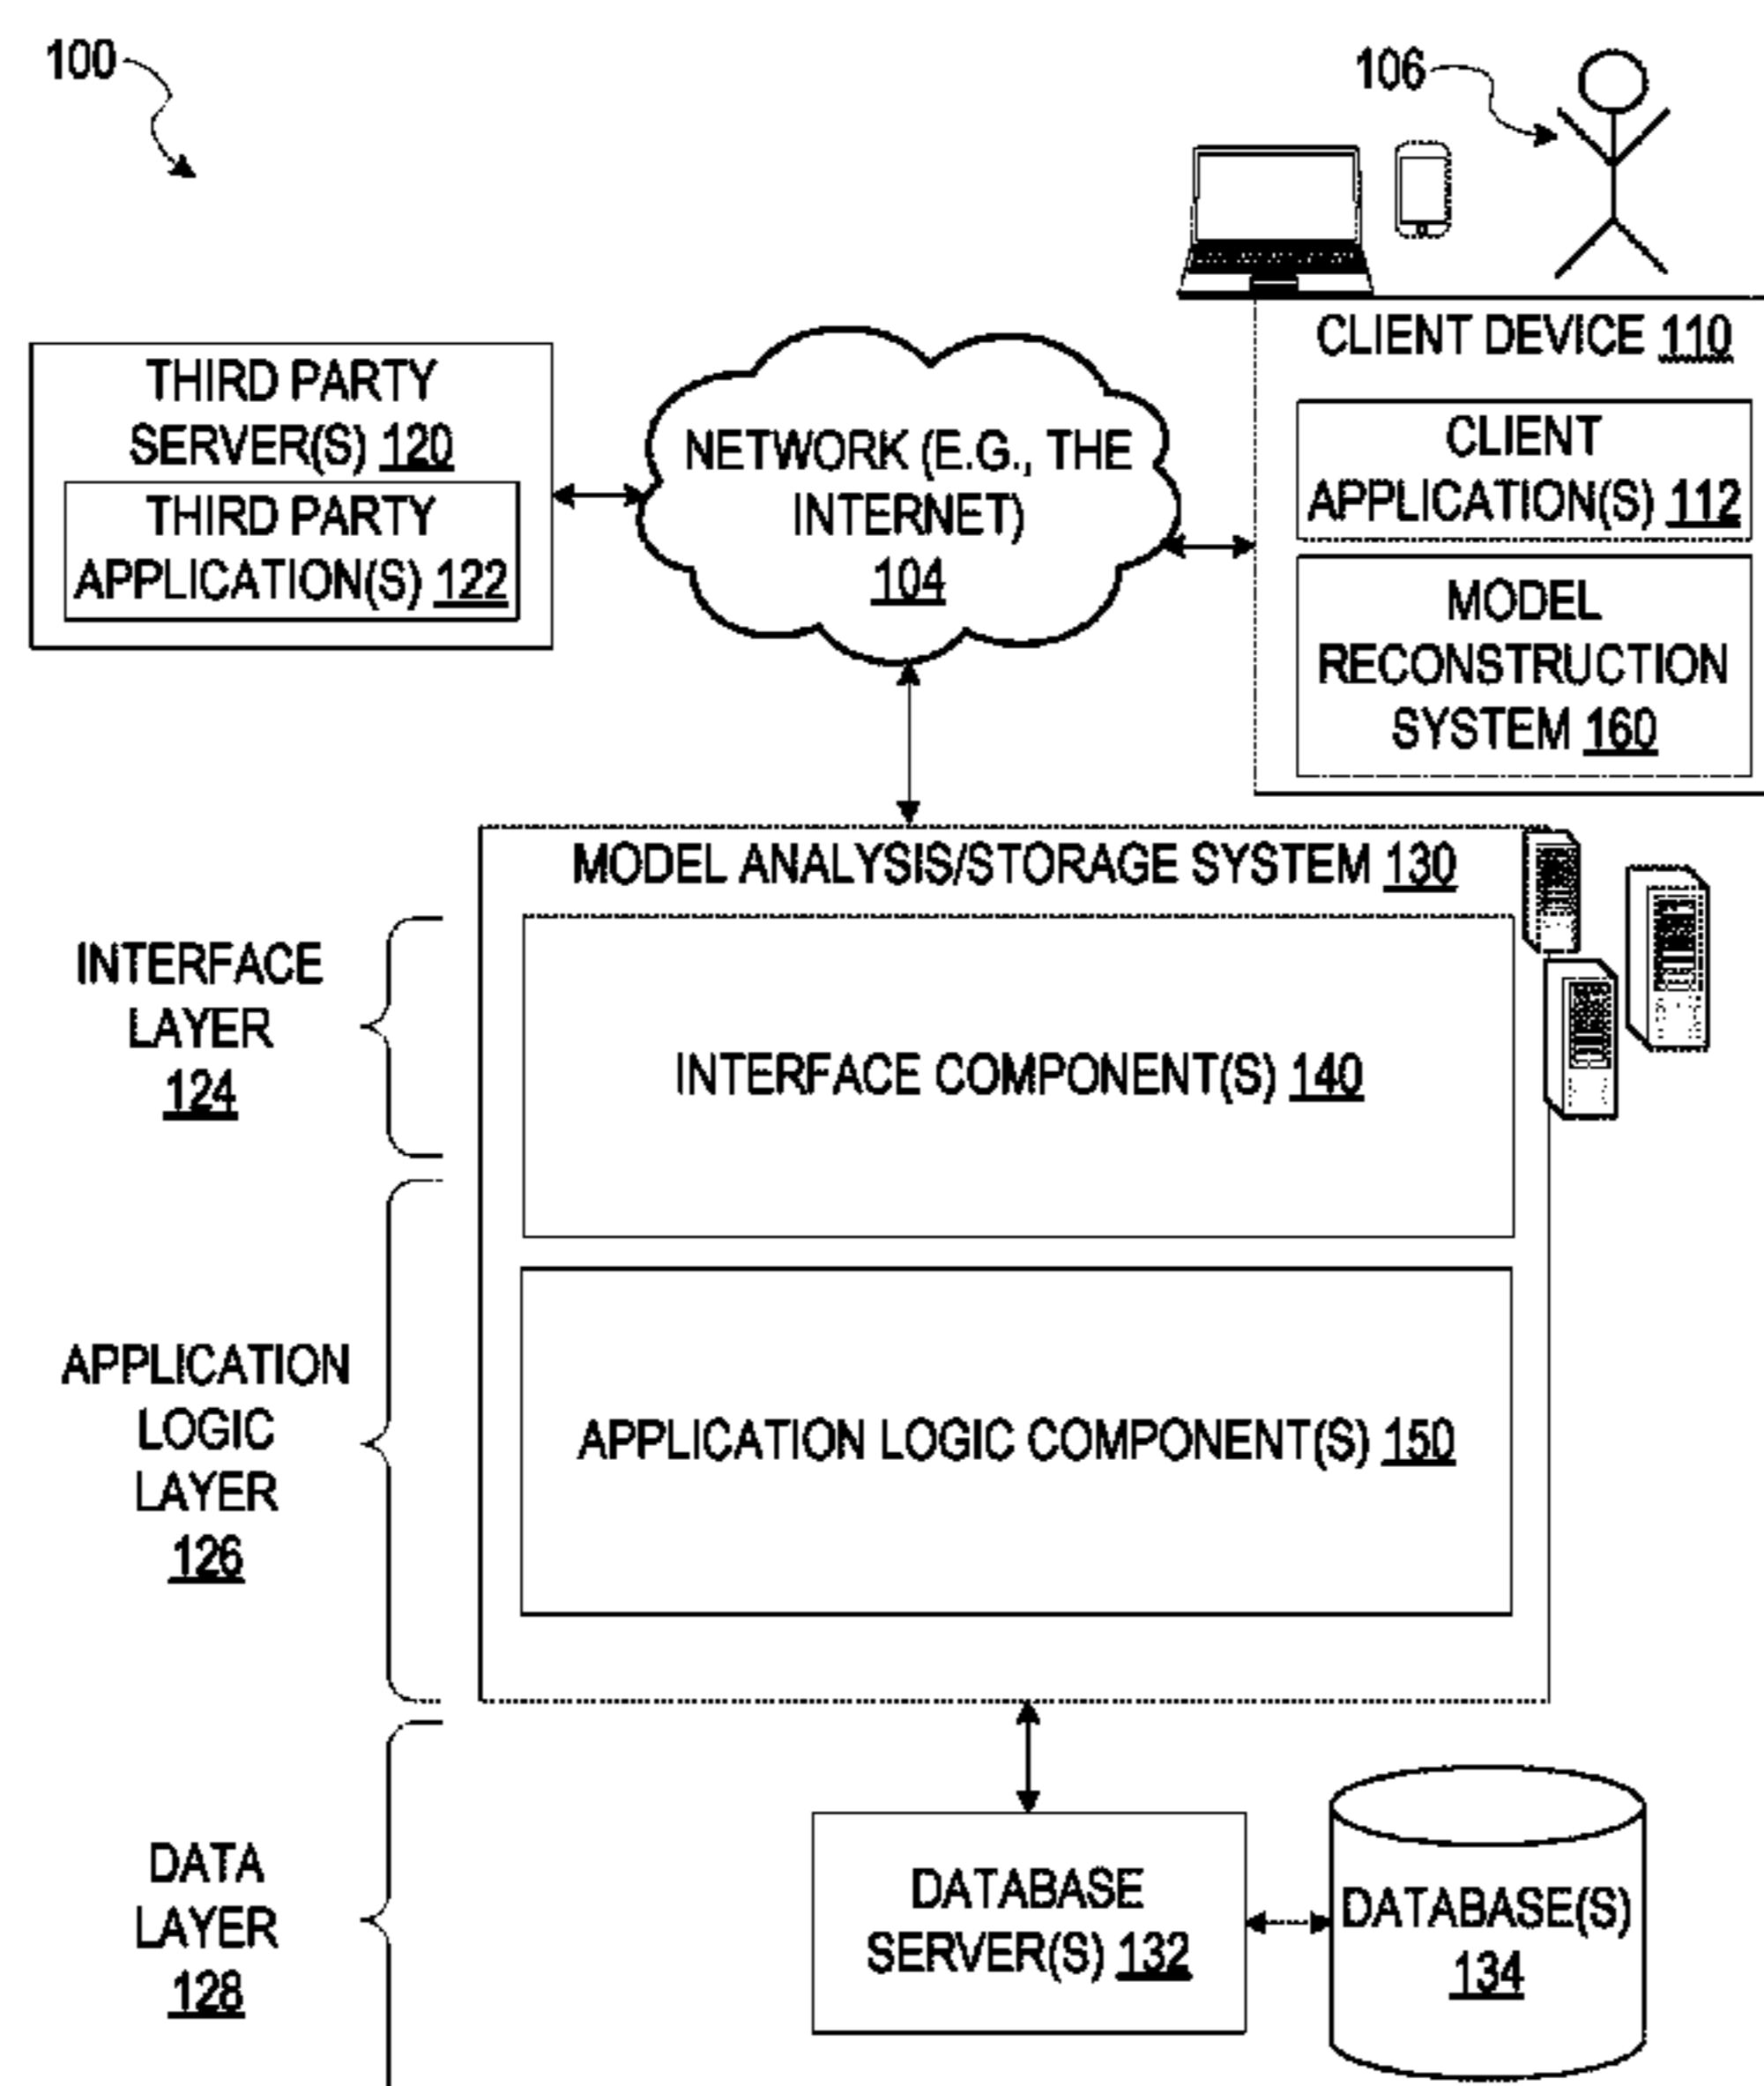 100
106
CLIENT DEVICE 110
THIRD PARTY
SERVER(S) 120
THIRD PARTY
APPLICATION(S) 122
NETWORK (E.G., THE
INTERNET)
104
CLIENT
APPLICATION(S) 112
MODEL
RECONSTRUCTION
SYSTEM 160
MODEL ANALYSIS/STORAGE SYSTEM 130
INTERFACE
LAYER
124
INTERFACE COMPONENT(S) 140
APPLICATION
LOGIC
LAYER
126
APPLICATION LOGIC COMPONENT(S) 150
DATA
LAYER
128
DATABASE
SERVER(S) 132
DATABASE(S)
134